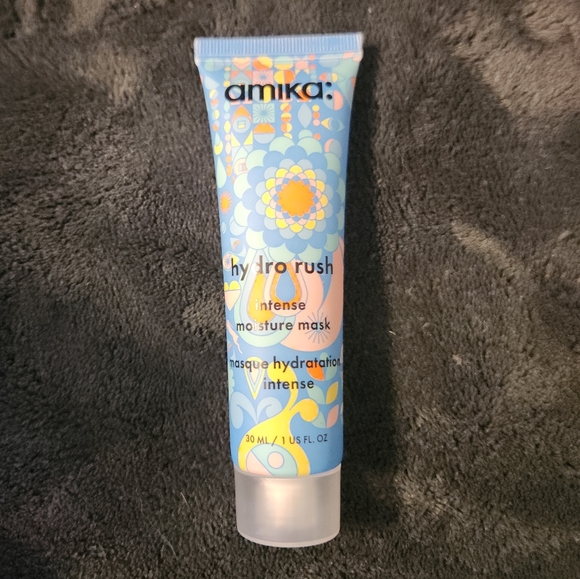 amika:
hydro rush
intense
moisture mask
masque hydratation
intense
30 ML / 1 US FL. OZ